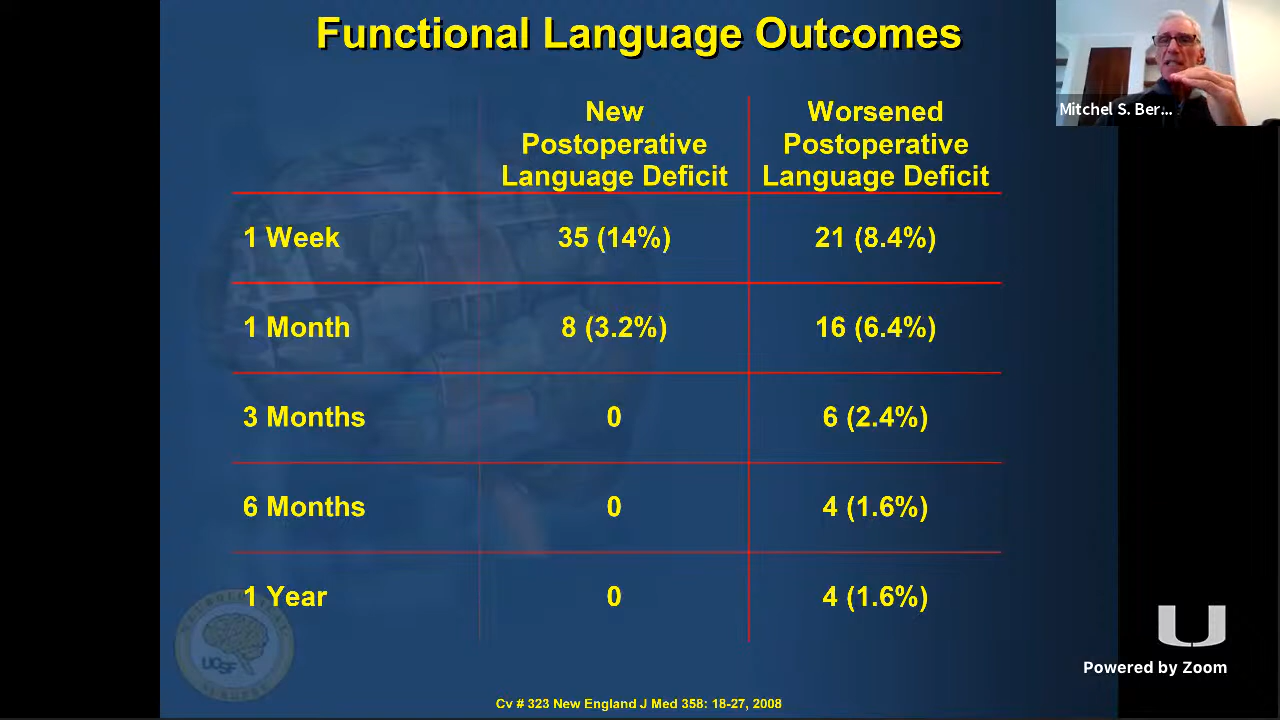 Functional Language Outcomes
Mitchel S. Ber...
New
Postoperative
Language Deficit
Worsened
Postoperative
Language Deficit
1 Week
35 (14%)
21 (8.4%)
1 Month
8 (3.2%)
16 (6.4%)
3 Months
0
6 (2.4%)
6 Months
0
4 (1.6%)
1 Year
0
4 (1.6%)
UCSF
U
Powered by Zoom
Cv # 323 New England J Med 358: 18-27, 2008